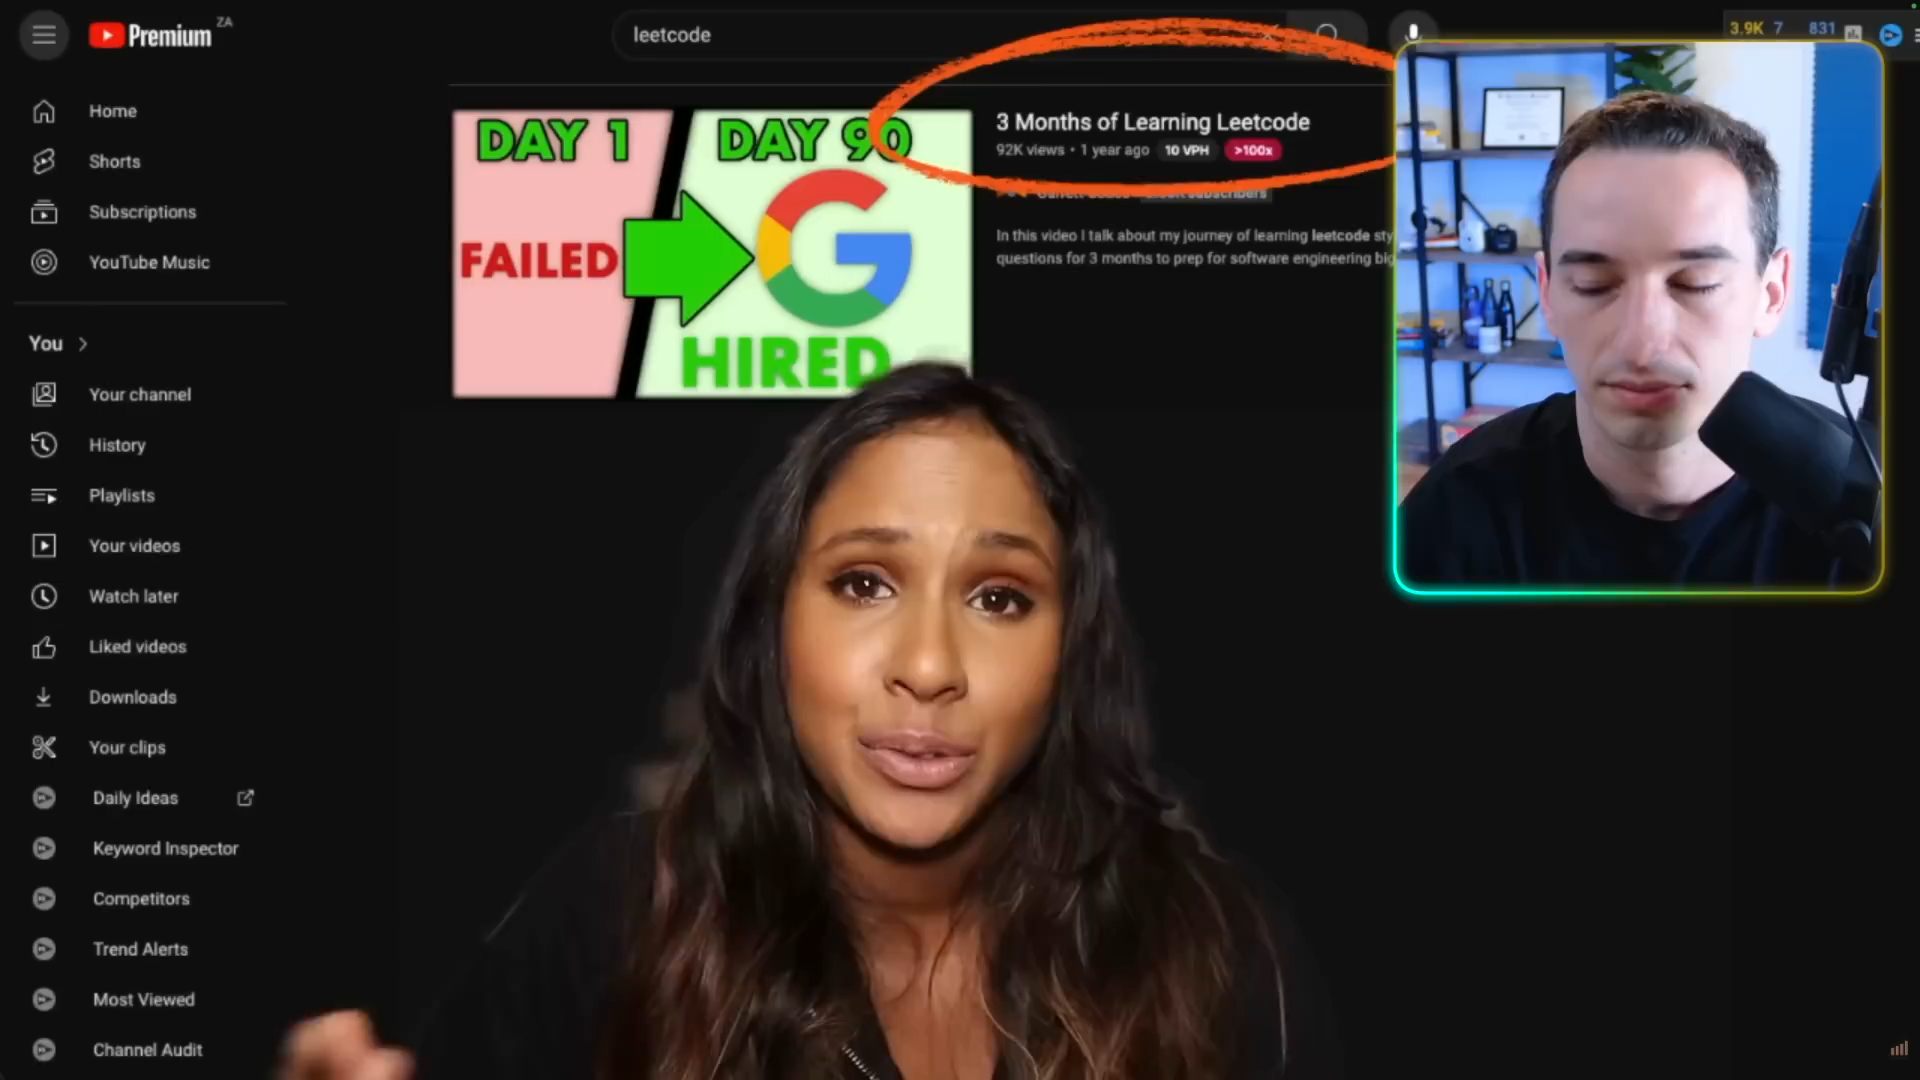 Premium ZA
leetcode
3.9K 7 831
Home
Shorts
Subscriptions
YouTube Music
You
Your channel
History
Playlists
Your videos
Watch later
Liked videos
Downloads
Your clips
Daily Ideas
Keyword Inspector
Competitors
Trend Alerts
Most Viewed
Channel Audit
DAY 1
FAILED
DAY 90
HIRED
3 Months of Learning Leetcode
92K views • 1 year ago 10 VPH >100x
subscribers
In this video I talk about my journey of learning leetcode sty
questions for 3 months to prep for software engineering big